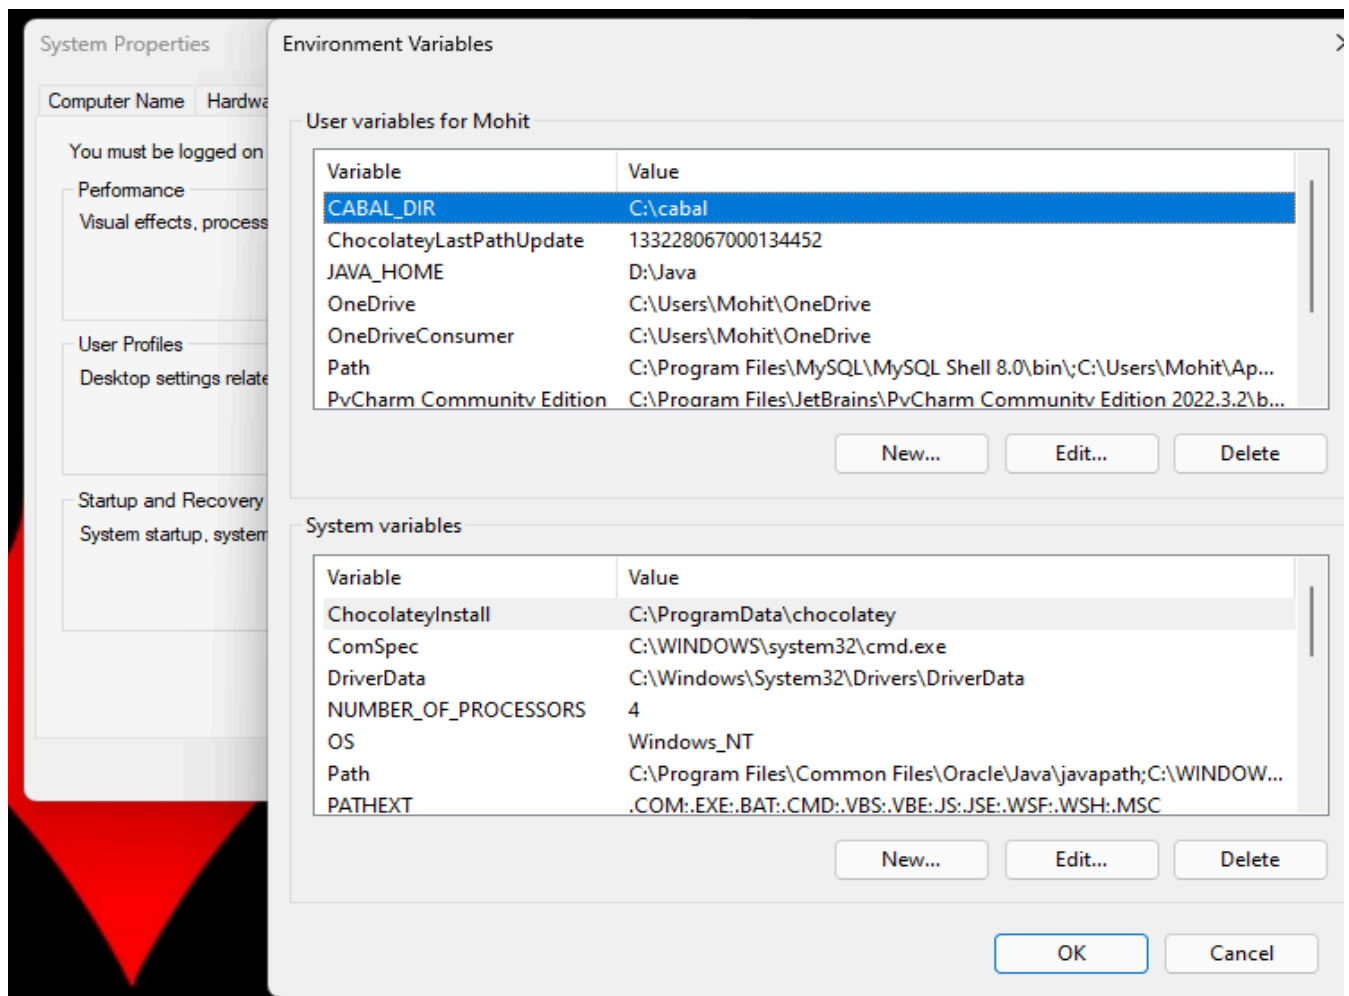 System Properties
Computer Name Hardwa
You must be logged on
Performance
Visual effects, process
User Profiles
Desktop settings relate
Startup and Recovery
System startup, system
Environment Variables
User variables for Mohit
Variable Value
CABAL_DIR C:\cabal
ChocolateyLastPathUpdate 133228067000134452
JAVA_HOME D:\Java
OneDrive C:\Users\Mohit\OneDrive
OneDriveConsumer C:\Users\Mohit\OneDrive
Path C:\Program Files\MySQL\MySQL Shell 8.0\bin\;C:\Users\Mohit\Ap...
PyCharm Community Edition C:\Program Files\JetBrains\PyCharm Community Edition 2022.3.2\b...
New... Edit... Delete
System variables
Variable Value
ChocolateyInstall C:\ProgramData\chocolatey
ComSpec C:\WINDOWS\system32\cmd.exe
DriverData C:\Windows\System32\Drivers\DriverData
NUMBER_OF_PROCESSORS 4
OS Windows_NT
Path C:\Program Files\Common Files\Oracle\Java\javapath;C:\WINDOW...
PATHEXT .COM;.EXE;.BAT;.CMD;.VBS;.VBE;.JS;.JSE;.WSF;.WSH;.MSC
New... Edit... Delete
OK Cancel